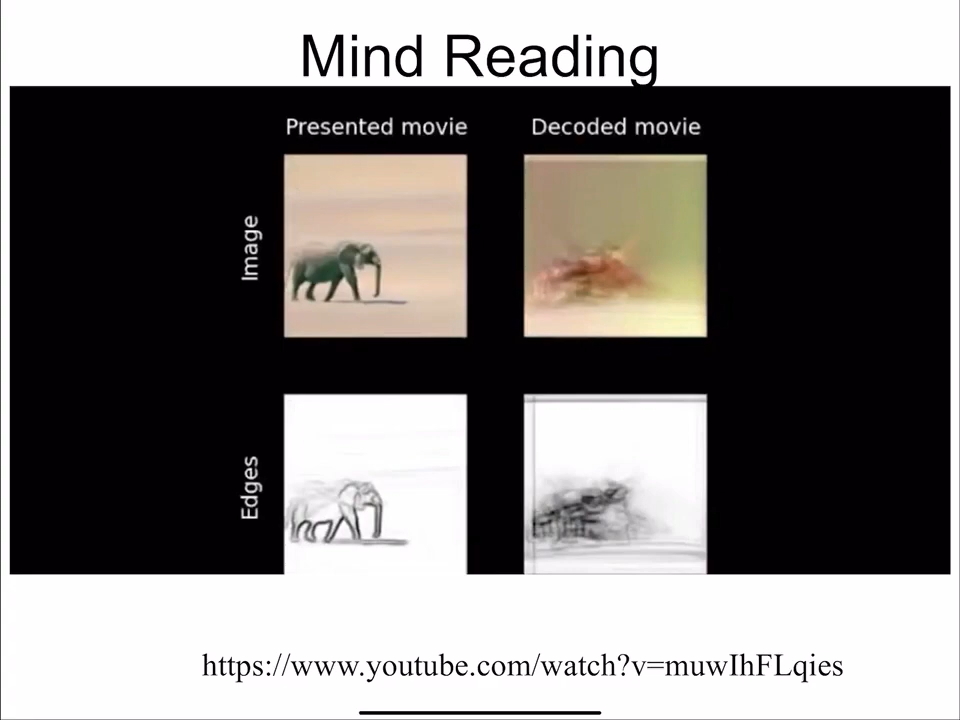 Mind Reading
Presented movie
Decoded movie
Image
Edges
https://www.youtube.com/watch?v=muwIhFLqies